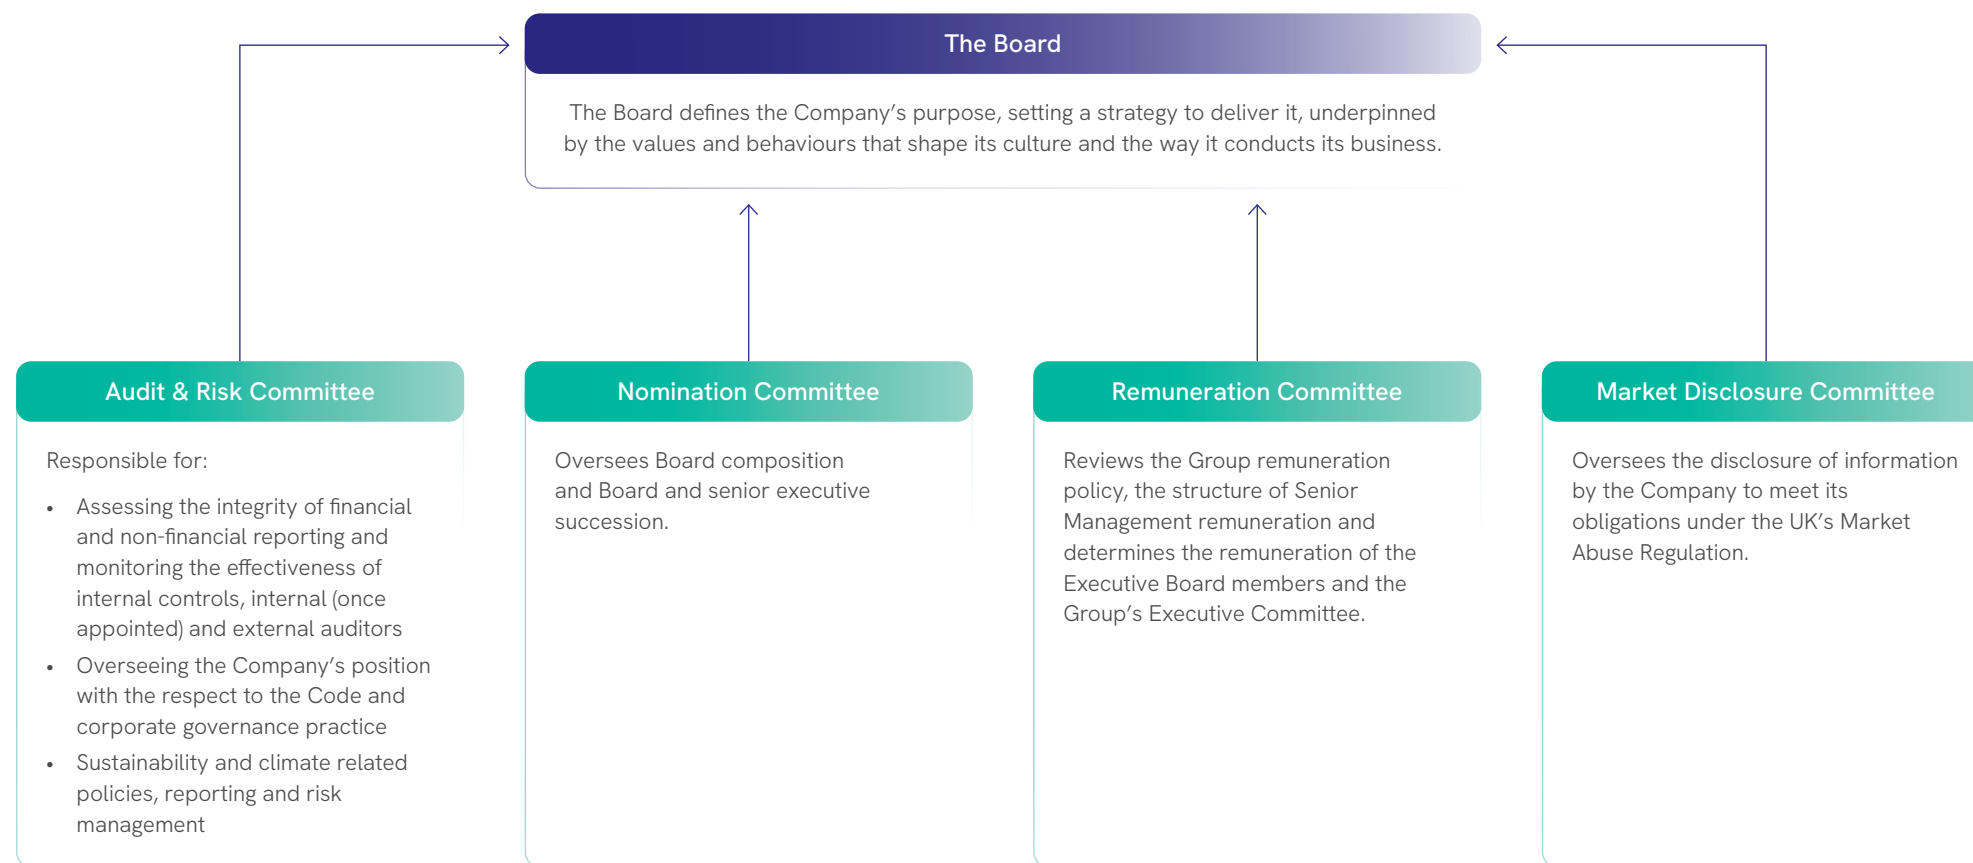 The Board
The Board defines the Company’s purpose, setting a strategy to deliver it, underpinned
by the values and behaviours that shape its culture and the way it conducts its business.
Audit & Risk Committee
Responsible for:
• Assessing the integrity of financial
and non-financial reporting and
monitoring the effectiveness of
internal controls, internal (once
appointed) and external auditors
• Overseeing the Company’s position
with the respect to the Code and
corporate governance practice
• Sustainability and climate related
policies, reporting and risk
management
Nomination Committee
Oversees Board composition
and Board and senior executive
succession.
Remuneration Committee
Reviews the Group remuneration
policy, the structure of Senior
Management remuneration and
determines the remuneration of the
Executive Board members and the
Group’s Executive Committee.
Market Disclosure Committee
Oversees the disclosure of information
by the Company to meet its
obligations under the UK’s Market
Abuse Regulation.